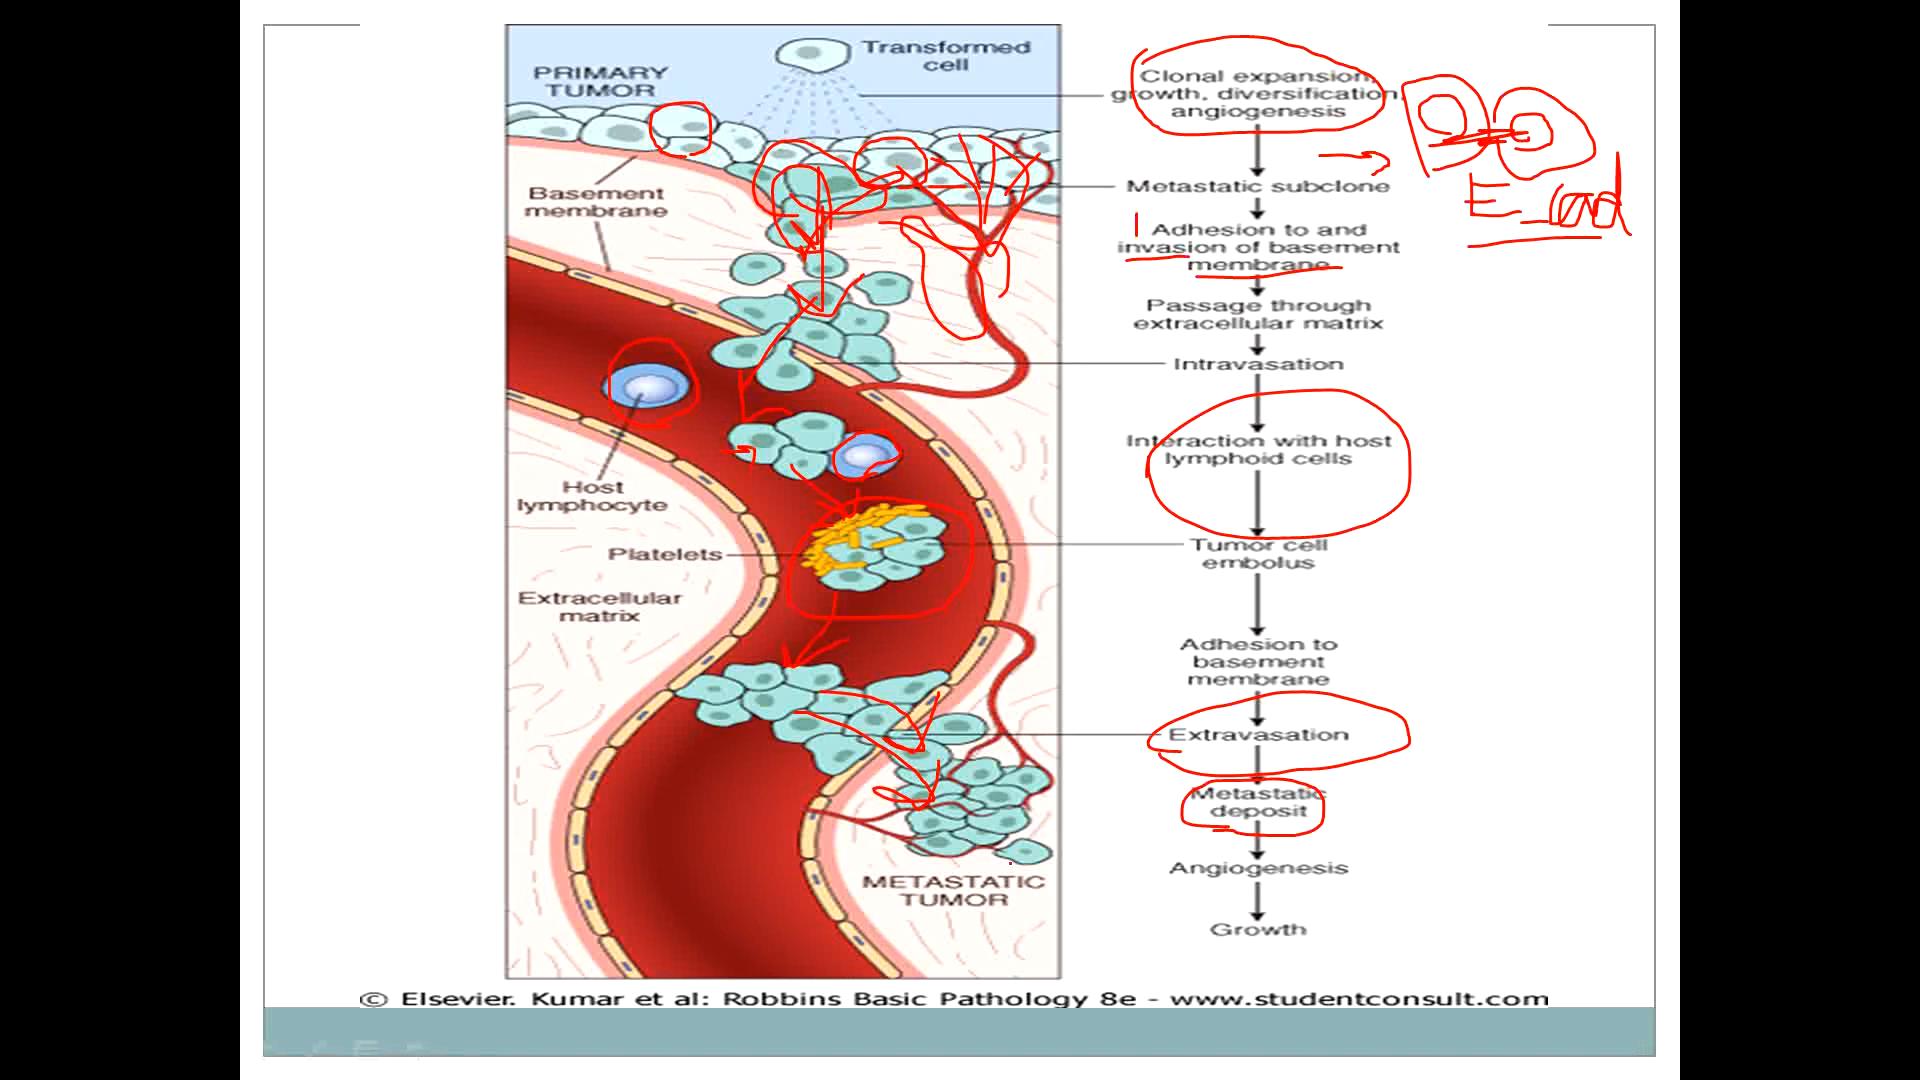 Transformed
cell
PRIMARY
TUMOR
Basement
membrane
Host
lymphocyte
Platelets
Extracellular
matrix
METASTATIC
TUMOR
Clonal expansion,
growth, diversification,
angiogenesis
Metastatic subclone
Adhesion to and
invasion of basement
membrane
Passage through
extracellular matrix
Intravasation
Interaction with host
lymphoid cells
Tumor cell
embolus
Adhesion to
basement
membrane
Extravasation
Metastatic
deposit
Angiogenesis
Growth
E-cad
© Elsevier. Kumar et al: Robbins Basic Pathology 8e - www.studentconsult.com